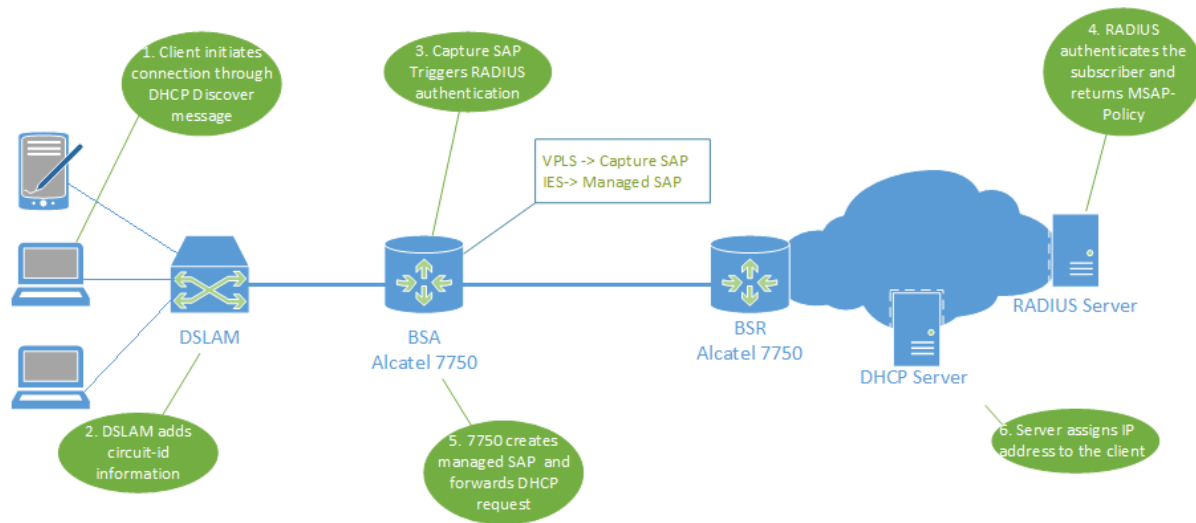 1. Client initiates
connection through
DHCP Discover
message
3. Capture SAP
Triggers RADIUS
authentication
4. RADIUS
authenticates the
subscriber and
returns MSAP-
Policy
VPLS -> Capture SAP
IES-> Managed SAP
DSLAM
BSA
Alcatel 7750
BSR
Alcatel 7750
RADIUS Server
DHCP Server
2. DSLAM adds
circuit-id
information
5. 7750 creates
managed SAP and
forwards DHCP
request
6. Server assigns IP
address to the client